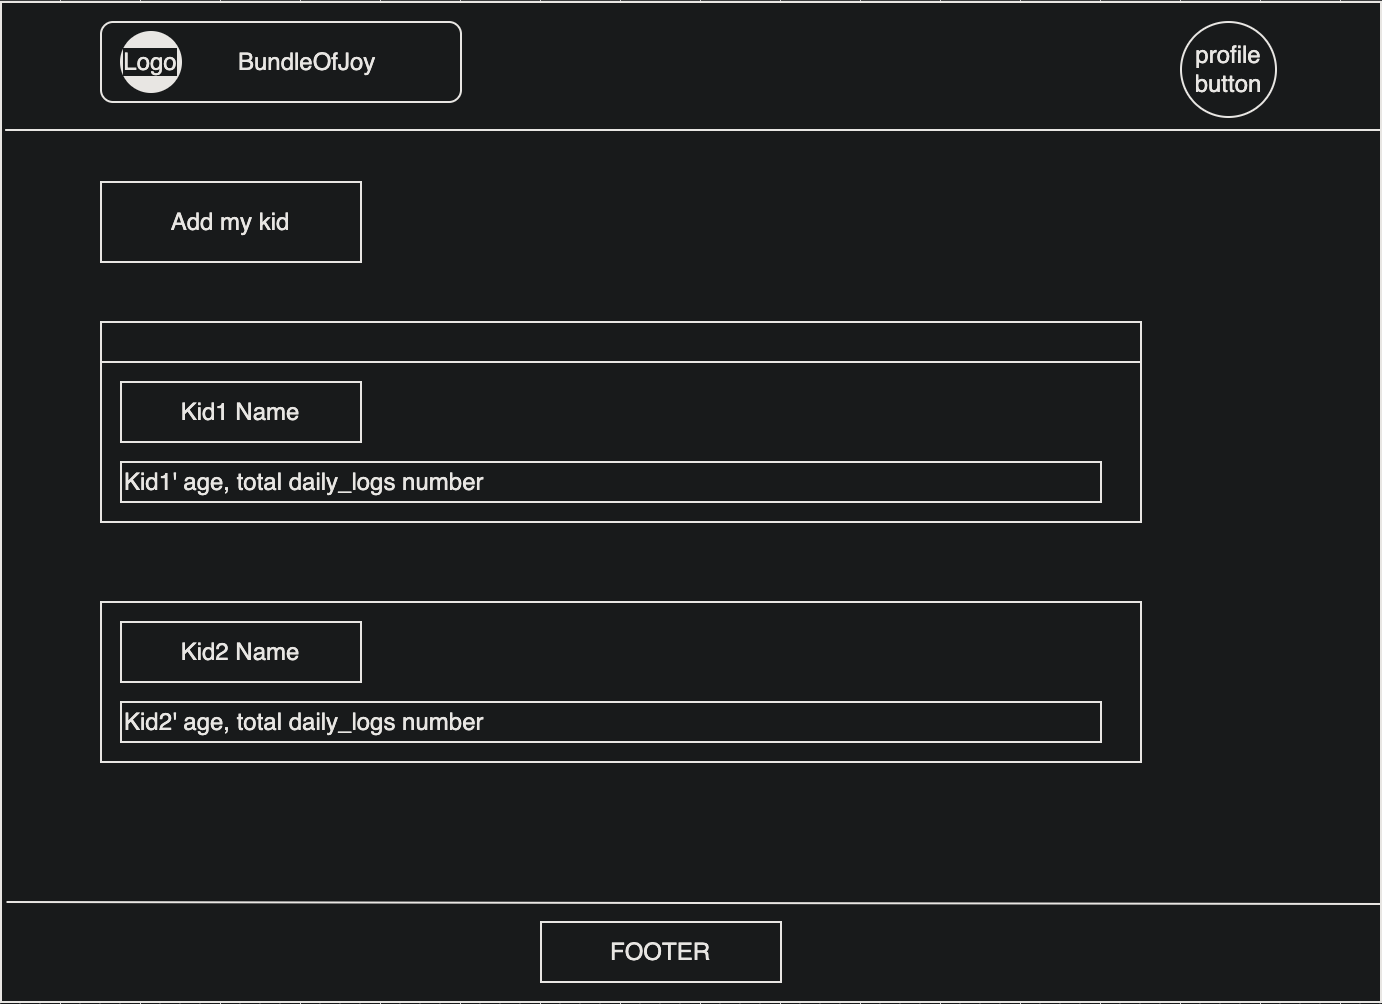 Logo
BundleOfJoy
profile
button
Add my kid
Kid1 Name
Kid1' age, total daily_logs number
Kid2 Name
Kid2' age, total daily_logs number
FOOTER